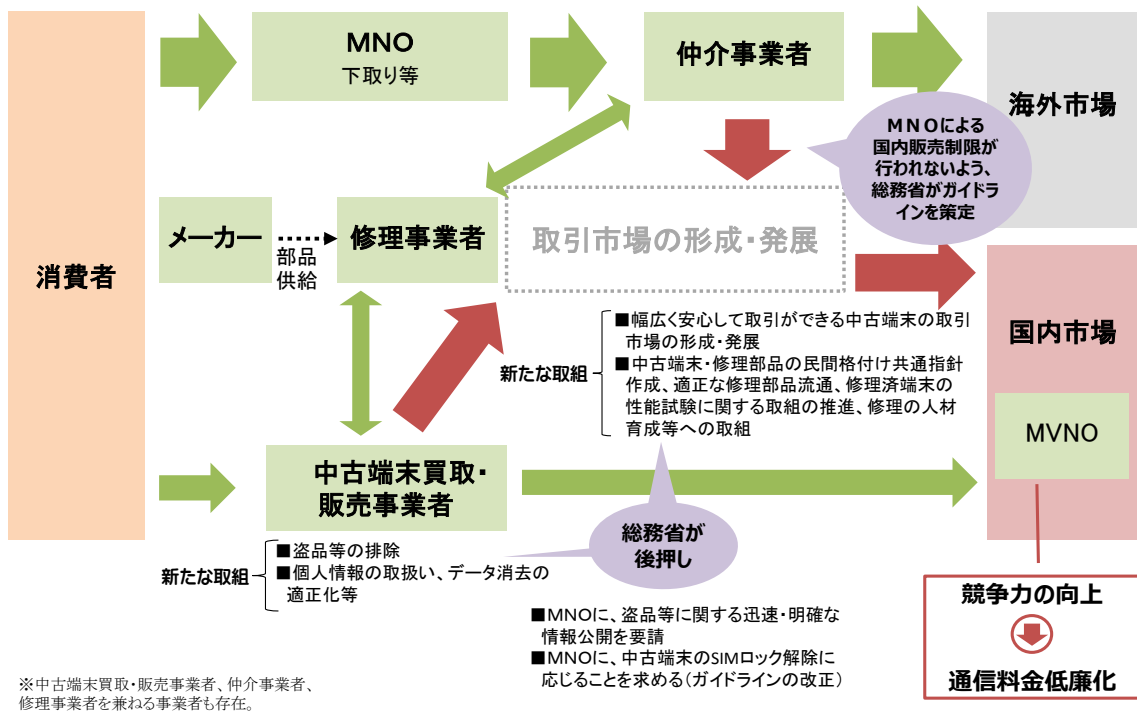 MNO
下取り等
仲介事業者
海外市場
MNOによる
国内販売制限が
行われないよう、
総務省がガイドラ
インを策定
消費者
メーカー
部品
供給
修理事業者
取引市場の形成・発展
国内市場
MVNO
新たな取組
■幅広く安心して取引ができる中古端末の取引
市場の形成・発展
■中古端末・修理部品の民間格付け共通指針
作成、適正な修理部品流通、修理済端末の
性能試験に関する取組の推進、修理の人材
育成等への取組
中古端末買取・
販売事業者
総務省が
後押し
新たな取組
■盗品等の排除
■個人情報の取扱い、データ消去の
適正化等
■MNOに、盗品等に関する迅速・明確な
情報公開を要請
■MNOに、中古端末のSIMロック解除に
応じることを求める(ガイドラインの改正)
競争力の向上
通信料金低廉化
※中古端末買取・販売事業者、仲介事業者、
修理事業者を兼ねる事業者も存在。